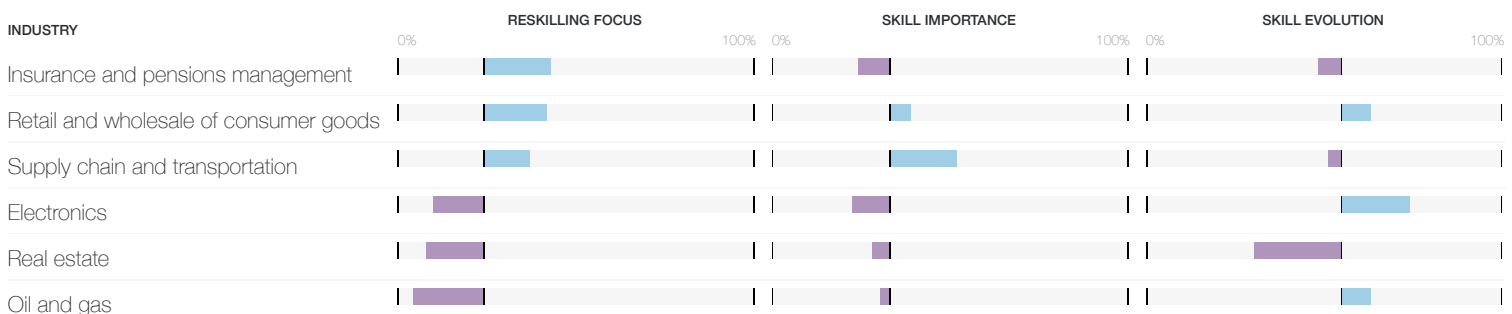 INDUSTRY RESKILLING FOCUS SKILL IMPORTANCE SKILL EVOLUTION
0% 100% 0% 100% 0% 100%
Insurance and pensions management
Retail and wholesale of consumer goods
Supply chain and transportation
Electronics
Real estate
Oil and gas